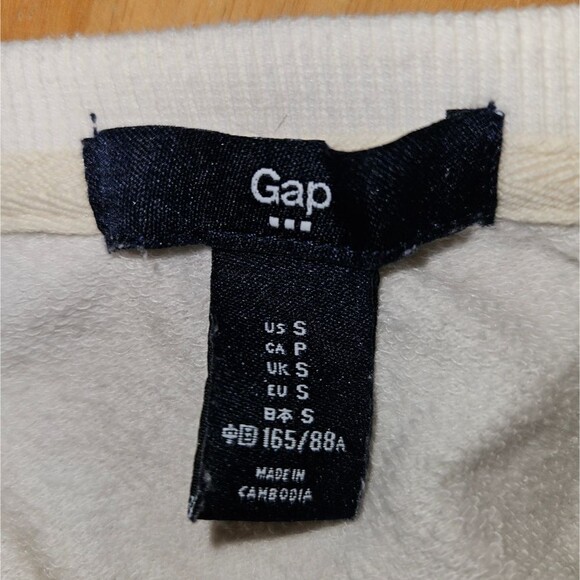 Gap
US S
CA P
UK S
EU S
日本 S
中国 165/88A
MADE IN
CAMBODIA